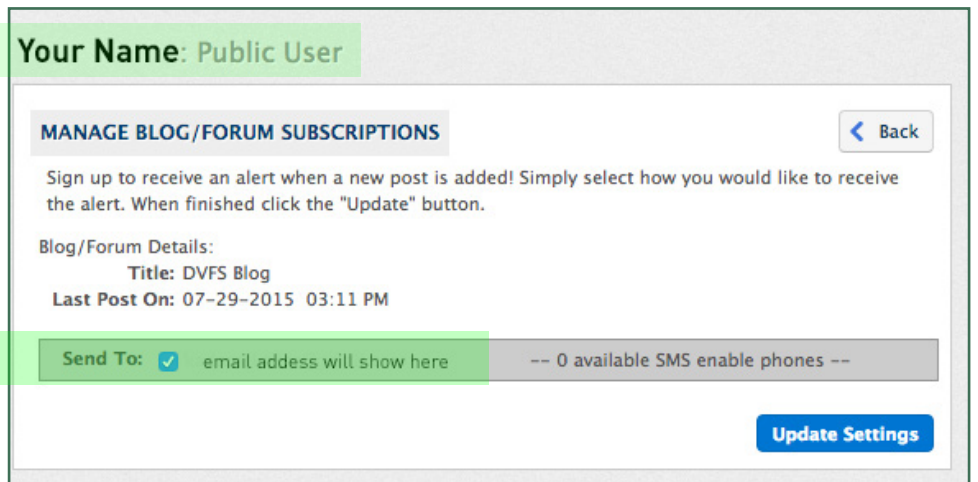 Your Name: Public User
MANAGE BLOG/FORUM SUBSCRIPTIONS
Back
Sign up to receive an alert when a new post is added! Simply select how you would like to receive
the alert. When finished click the "Update" button.
Blog/Forum Details:
Title: DVFS Blog
Last Post On: 07-29-2015 03:11 PM
Send To: email addess will show here -- 0 available SMS enable phones --
Update Settings